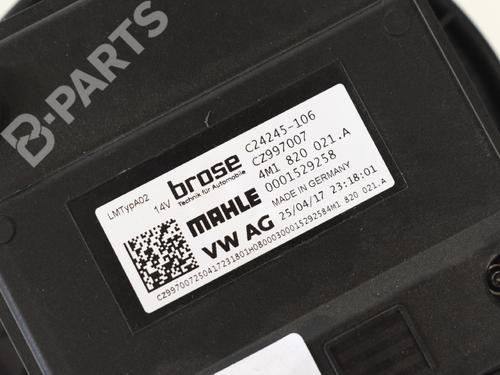 B-PARTS
LMTypA02
14V
brose
Technik für Automobile
C24245-106
CZ997007
4M1 820 021.A
0001529258
MAHLE
MADE IN GERMANY
VW AG
25/04/17 23:18:01
CZ997007250417231801H0B000300015292584M1 820 021.A